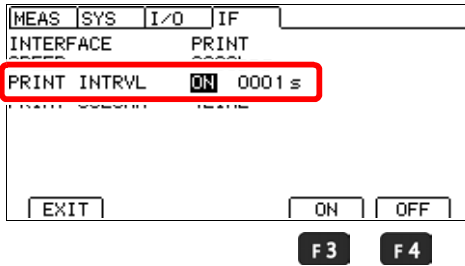 MEAS SYS I/O IF
INTERFACE PRINT
PRINT INTRVL ON 0001 s
EXIT ON OFF
F3 F4